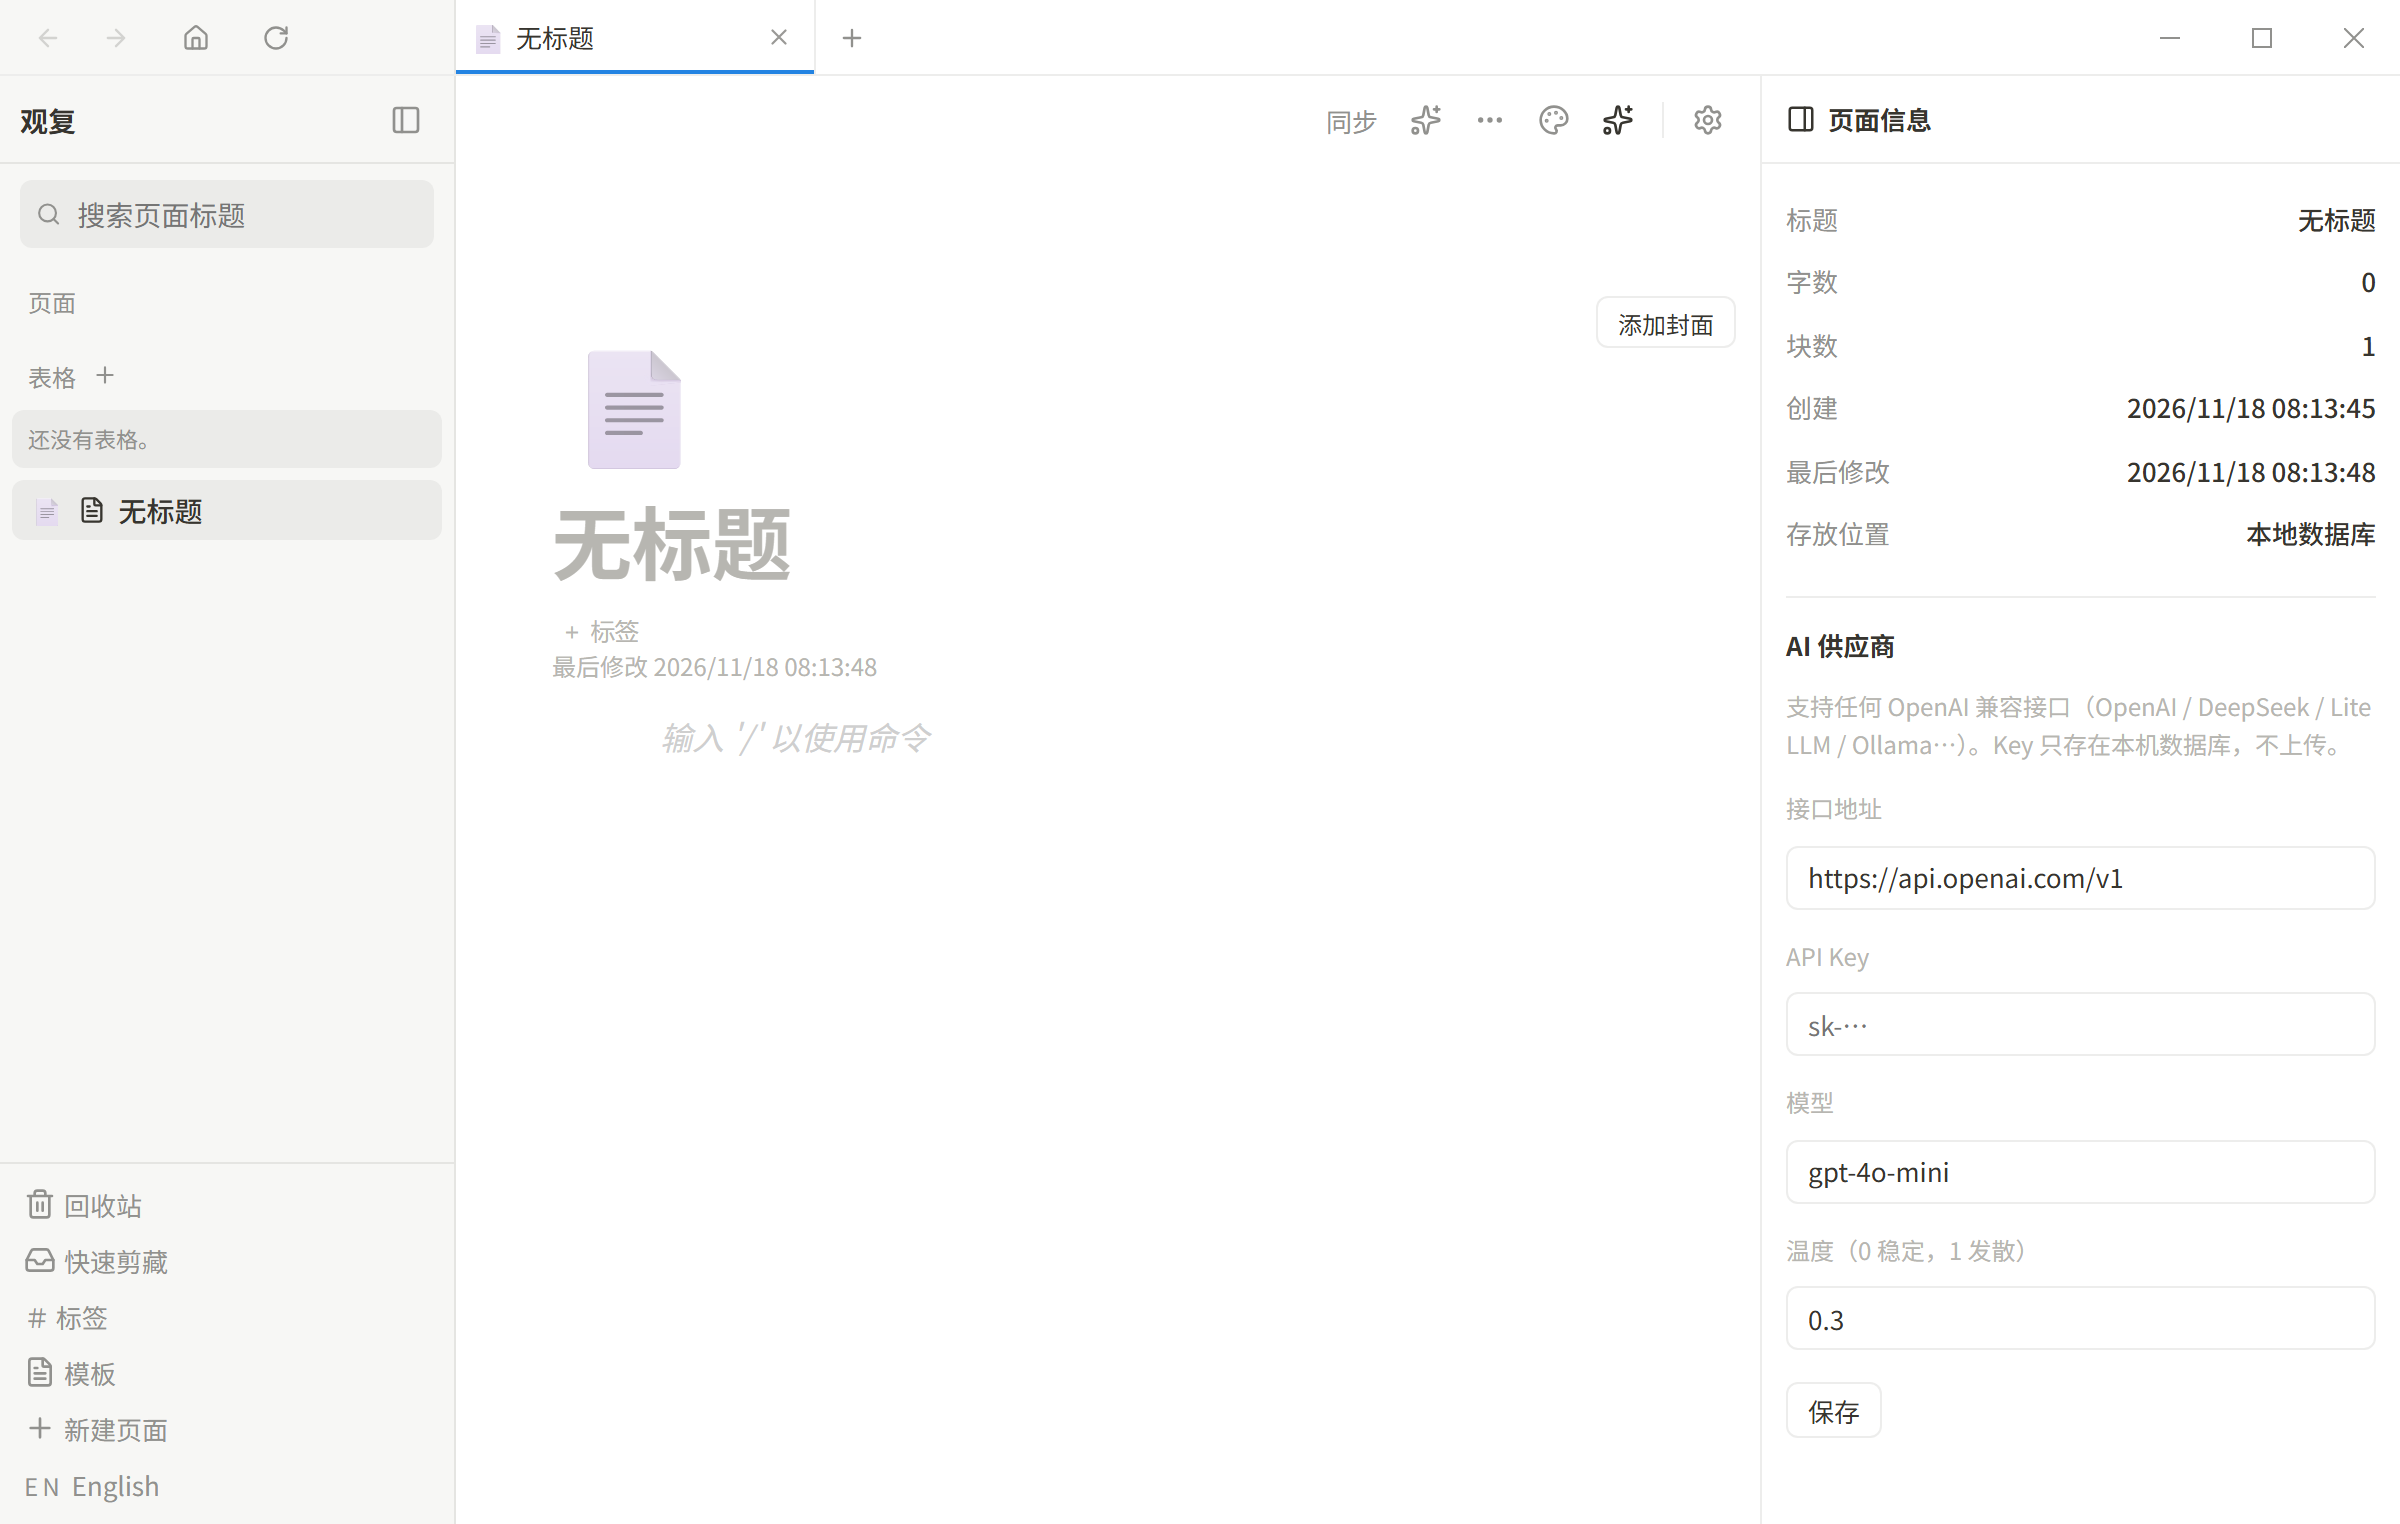 无标题
观复
搜索页面标题
页面
表格
还没有表格。
无标题
回收站
快速剪藏
# 标签
模板
新建页面
EN English
同步
添加封面
无标题
+ 标签
最后修改 2026/11/18 08:13:48
输入 '/' 以使用命令
页面信息
标题 无标题
字数 0
块数 1
创建 2026/11/18 08:13:45
最后修改 2026/11/18 08:13:48
存放位置 本地数据库
AI 供应商
支持任何 OpenAI 兼容接口（OpenAI / DeepSeek / Lite
LLM / Ollama…）。Key 只存在本机数据库，不上传。
接口地址
https://api.openai.com/v1
API Key
sk-…
模型
gpt-4o-mini
温度（0 稳定，1 发散）
0.3
保存